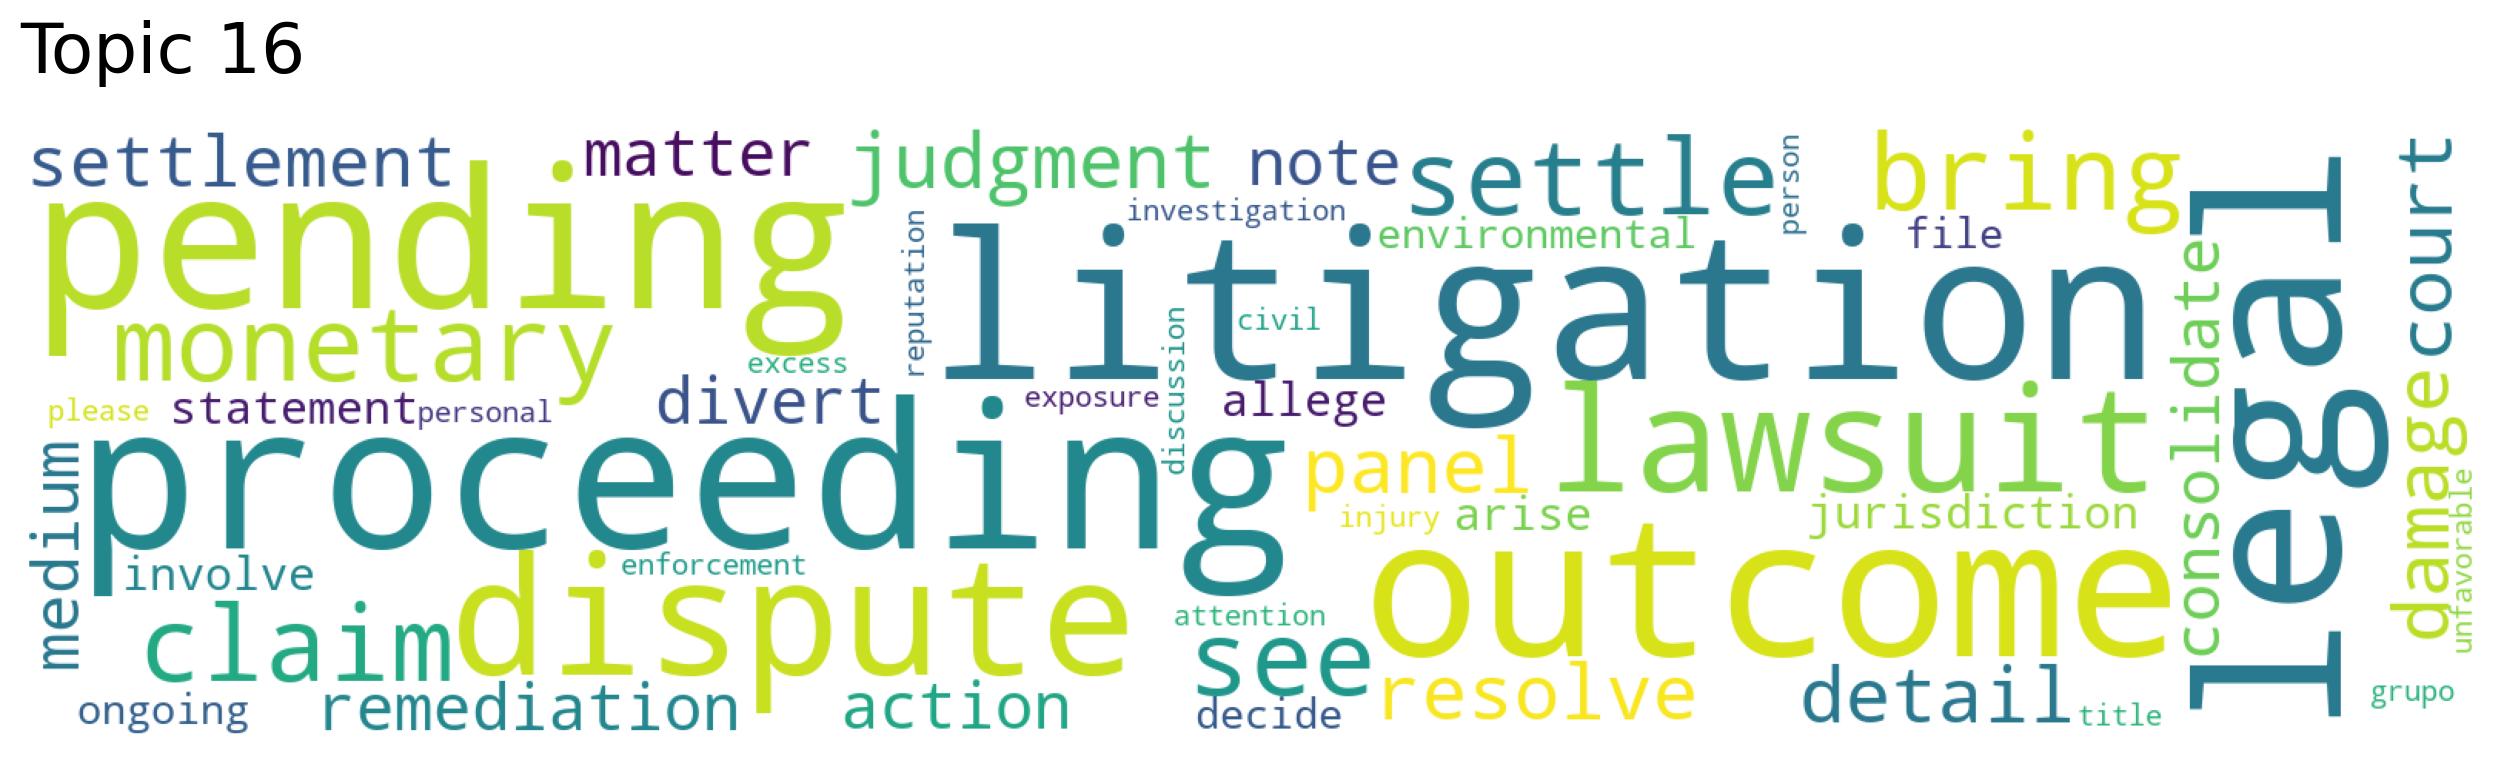 Topic 16
settlement
matter
judgment
note
settle
person
bring
court
pending
investigation
environmental
file
legal
litigation
reputation
civil
consolidate
monetary
excess
discussion
divert
exposure
allege
damage
please
statement
personal
lawsuit
medium
proceeding
panel
injury
arise
jurisdiction
unfavorable
involve
enforcement
outcome
claim
dispute
attention
see
ongoing
remediation
action
decide
resolve
detail
title
grupo